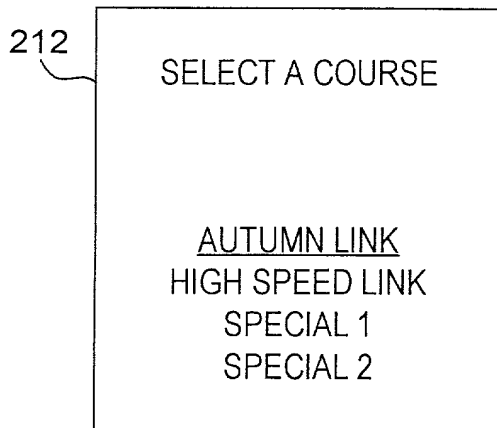 212
SELECT A COURSE
AUTUMN LINK
HIGH SPEED LINK
SPECIAL 1
SPECIAL 2